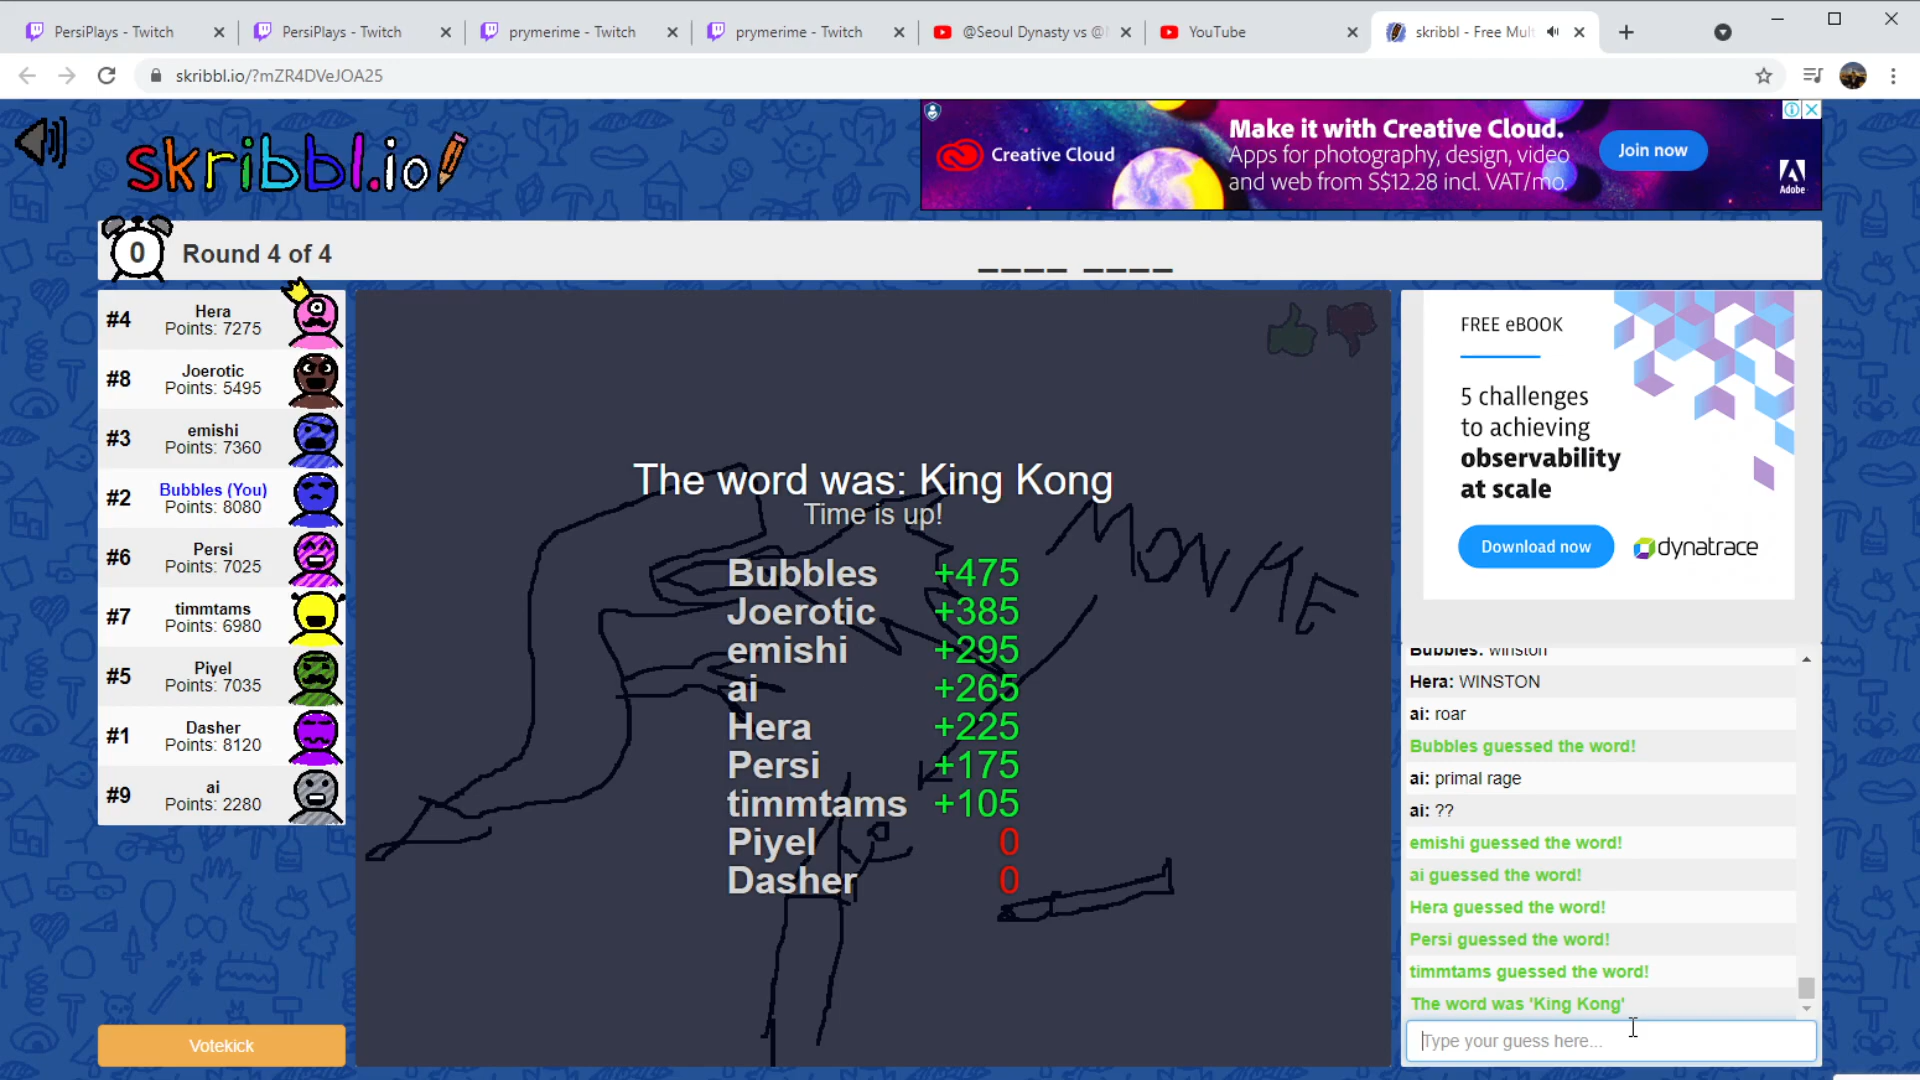 PersiPlays - Twitch
PersiPlays - Twitch
prymerime - Twitch
prymerime - Twitch
@Seoul Dynasty vs @
YouTube
skribbl - Free Mult
skribbl.io/?mZR4DVeJOA25
skribbl.io
Creative Cloud
Make it with Creative Cloud.
Apps for photography, design, video
and web from S$12.28 incl. VAT/mo.
Join now
Adobe
0
Round 4 of 4
____ ____
#4
Hera
Points: 7275
#8
Joerotic
Points: 5495
#3
emishi
Points: 7360
#2
Bubbles (You)
Points: 8080
#6
Persi
Points: 7025
#7
timmtams
Points: 6980
#5
Piyel
Points: 7035
#1
Dasher
Points: 8120
#9
ai
Points: 2280
Votekick
The word was: King Kong
Time is up!
Bubbles +475
Joerotic +385
emishi +295
ai +265
Hera +225
Persi +175
timmtams +105
Piyel 0
Dasher 0
MONKE
FREE eBOOK
5 challenges
to achieving
observability
at scale
Download now
dynatrace
Bubbles: winston
Hera: WINSTON
ai: roar
Bubbles guessed the word!
ai: primal rage
ai: ??
emishi guessed the word!
ai guessed the word!
Hera guessed the word!
Persi guessed the word!
timmtams guessed the word!
The word was 'King Kong'
Type your guess here...